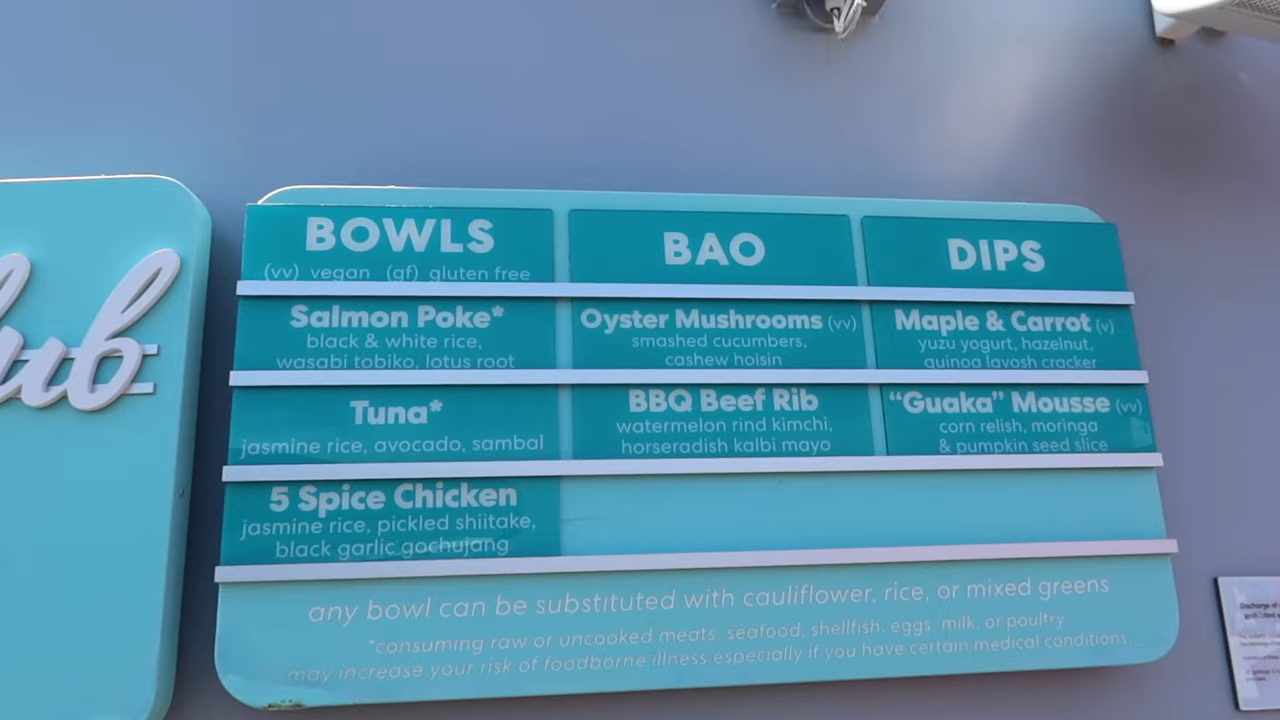 ub
BOWLS
(vv) vegan (gf) gluten free
Salmon Poke*
black & white rice,
wasabi tobiko, lotus root
Tuna*
jasmine rice, avocado, sambal
5 Spice Chicken
jasmine rice, pickled shiitake,
black garlic gochujang
BAO
Oyster Mushrooms (vv)
smashed cucumbers,
cashew hoisin
BBQ Beef Rib
watermelon rind kimchi,
horseradish kalbi mayo
DIPS
Maple & Carrot (v)
yuzu yogurt, hazelnut,
quinoa lavosh cracker
“Guaka” Mousse (vv)
corn relish, moringa
& pumpkin seed slice
any bowl can be substituted with cauliflower, rice, or mixed greens
*consuming raw or uncooked meats, seafood, shellfish, eggs, milk, or poultry
may increase your risk of foodborne illness especially if you have certain medical conditions.